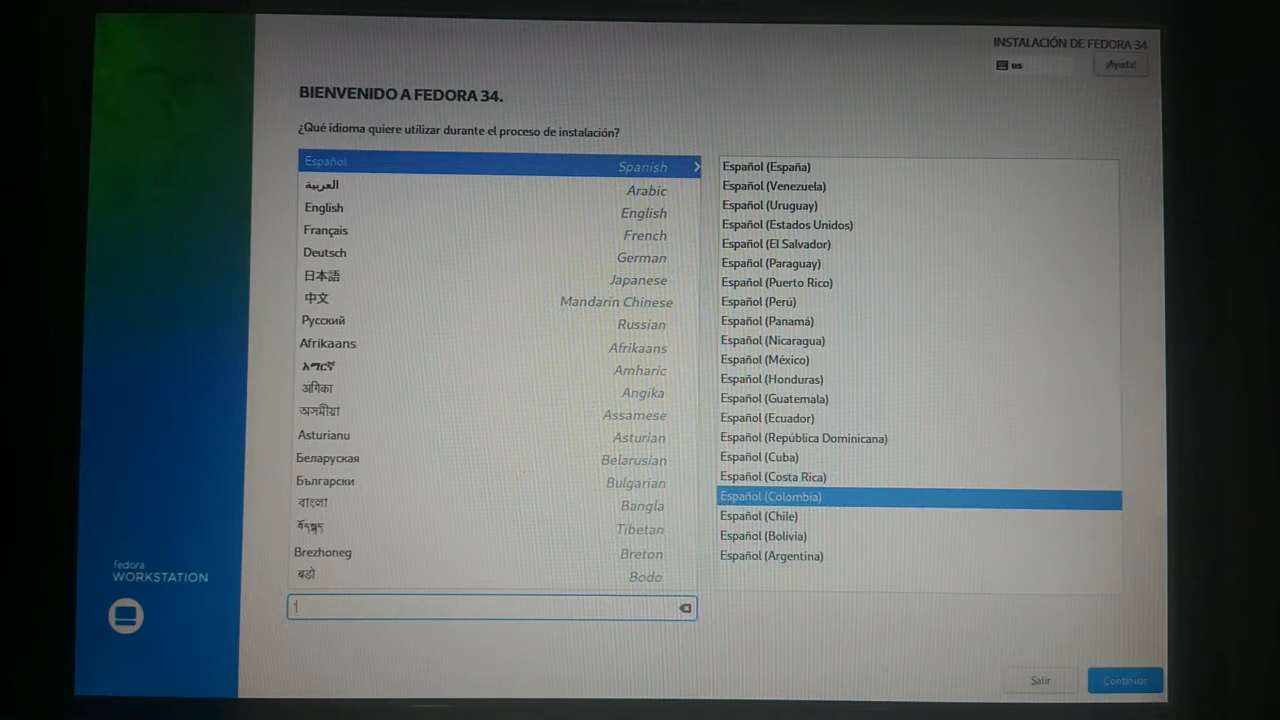 INSTALACIÓN DE FEDORA 34
us
¡Ayuda!
BIENVENIDO A FEDORA 34.
¿Qué idioma quiere utilizar durante el proceso de instalación?
Español Spanish
العربية Arabic
English English
Français French
Deutsch German
日本語 Japanese
中文 Mandarin Chinese
Русский Russian
Afrikaans Afrikaans
አማርኛ Amharic
अंगिका Angika
অসমীয়া Assamese
Asturianu Asturian
Беларуская Belarusian
Български Bulgarian
বাংলা Bangla
བོད་སྐད་ Tibetan
Brezhoneg Breton
बड़ो Bodo
Español (España)
Español (Venezuela)
Español (Uruguay)
Español (Estados Unidos)
Español (El Salvador)
Español (Paraguay)
Español (Puerto Rico)
Español (Perú)
Español (Panamá)
Español (Nicaragua)
Español (México)
Español (Honduras)
Español (Guatemala)
Español (Ecuador)
Español (República Dominicana)
Español (Cuba)
Español (Costa Rica)
Español (Colombia)
Español (Chile)
Español (Bolivia)
Español (Argentina)
fedora
WORKSTATION
Salir
Continuar